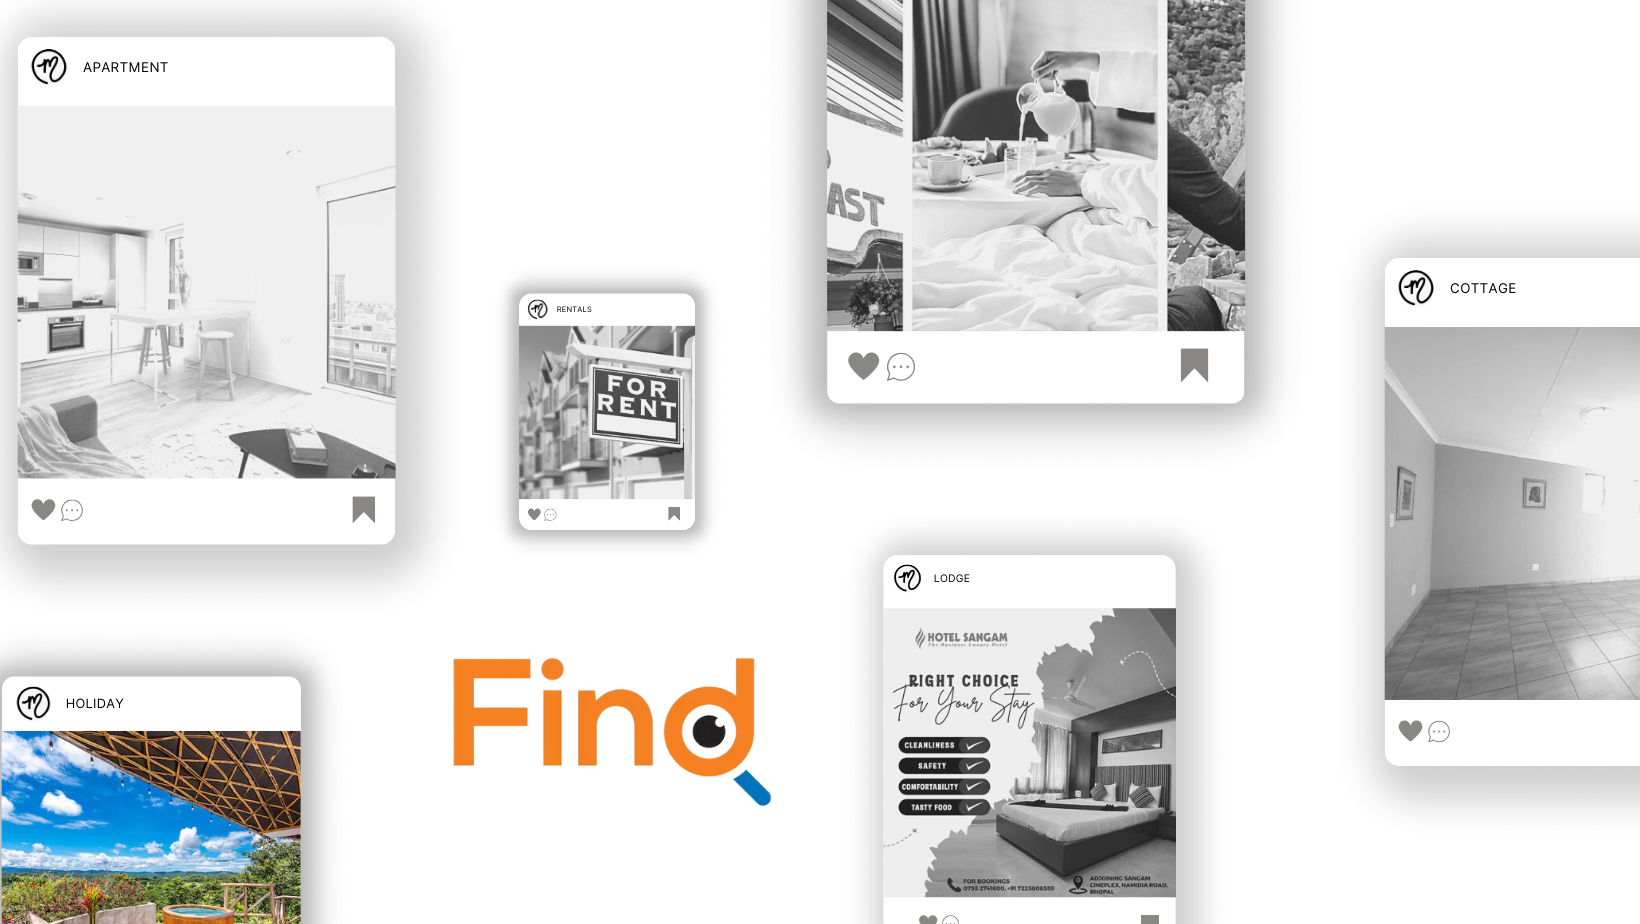 APARTMENT
AST
RENTALS
FOR
RENT
COTTAGE
LODGE
HOTEL SANGAM
The Business Luxury Hotel
RIGHT CHOICE
For Your Stay
CLEANLINESS
SAFETY
COMFORTABILITY
TASTY FOOD
FOR BOOKINGS
0755 2741600, +91 7225808559
ADJOINING SANGAM
CINEPLEX, HAMIDIA ROAD,
BHOPAL
HOLIDAY
Find